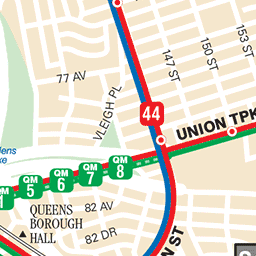 77 AV
VLEIGH PL
147 ST
150 ST
153 ST
44
UNION TPK
QM
8
QM
7
QM
6
QM
5
QUEENS
BOROUGH
HALL
82 AV
82 DR
N ST